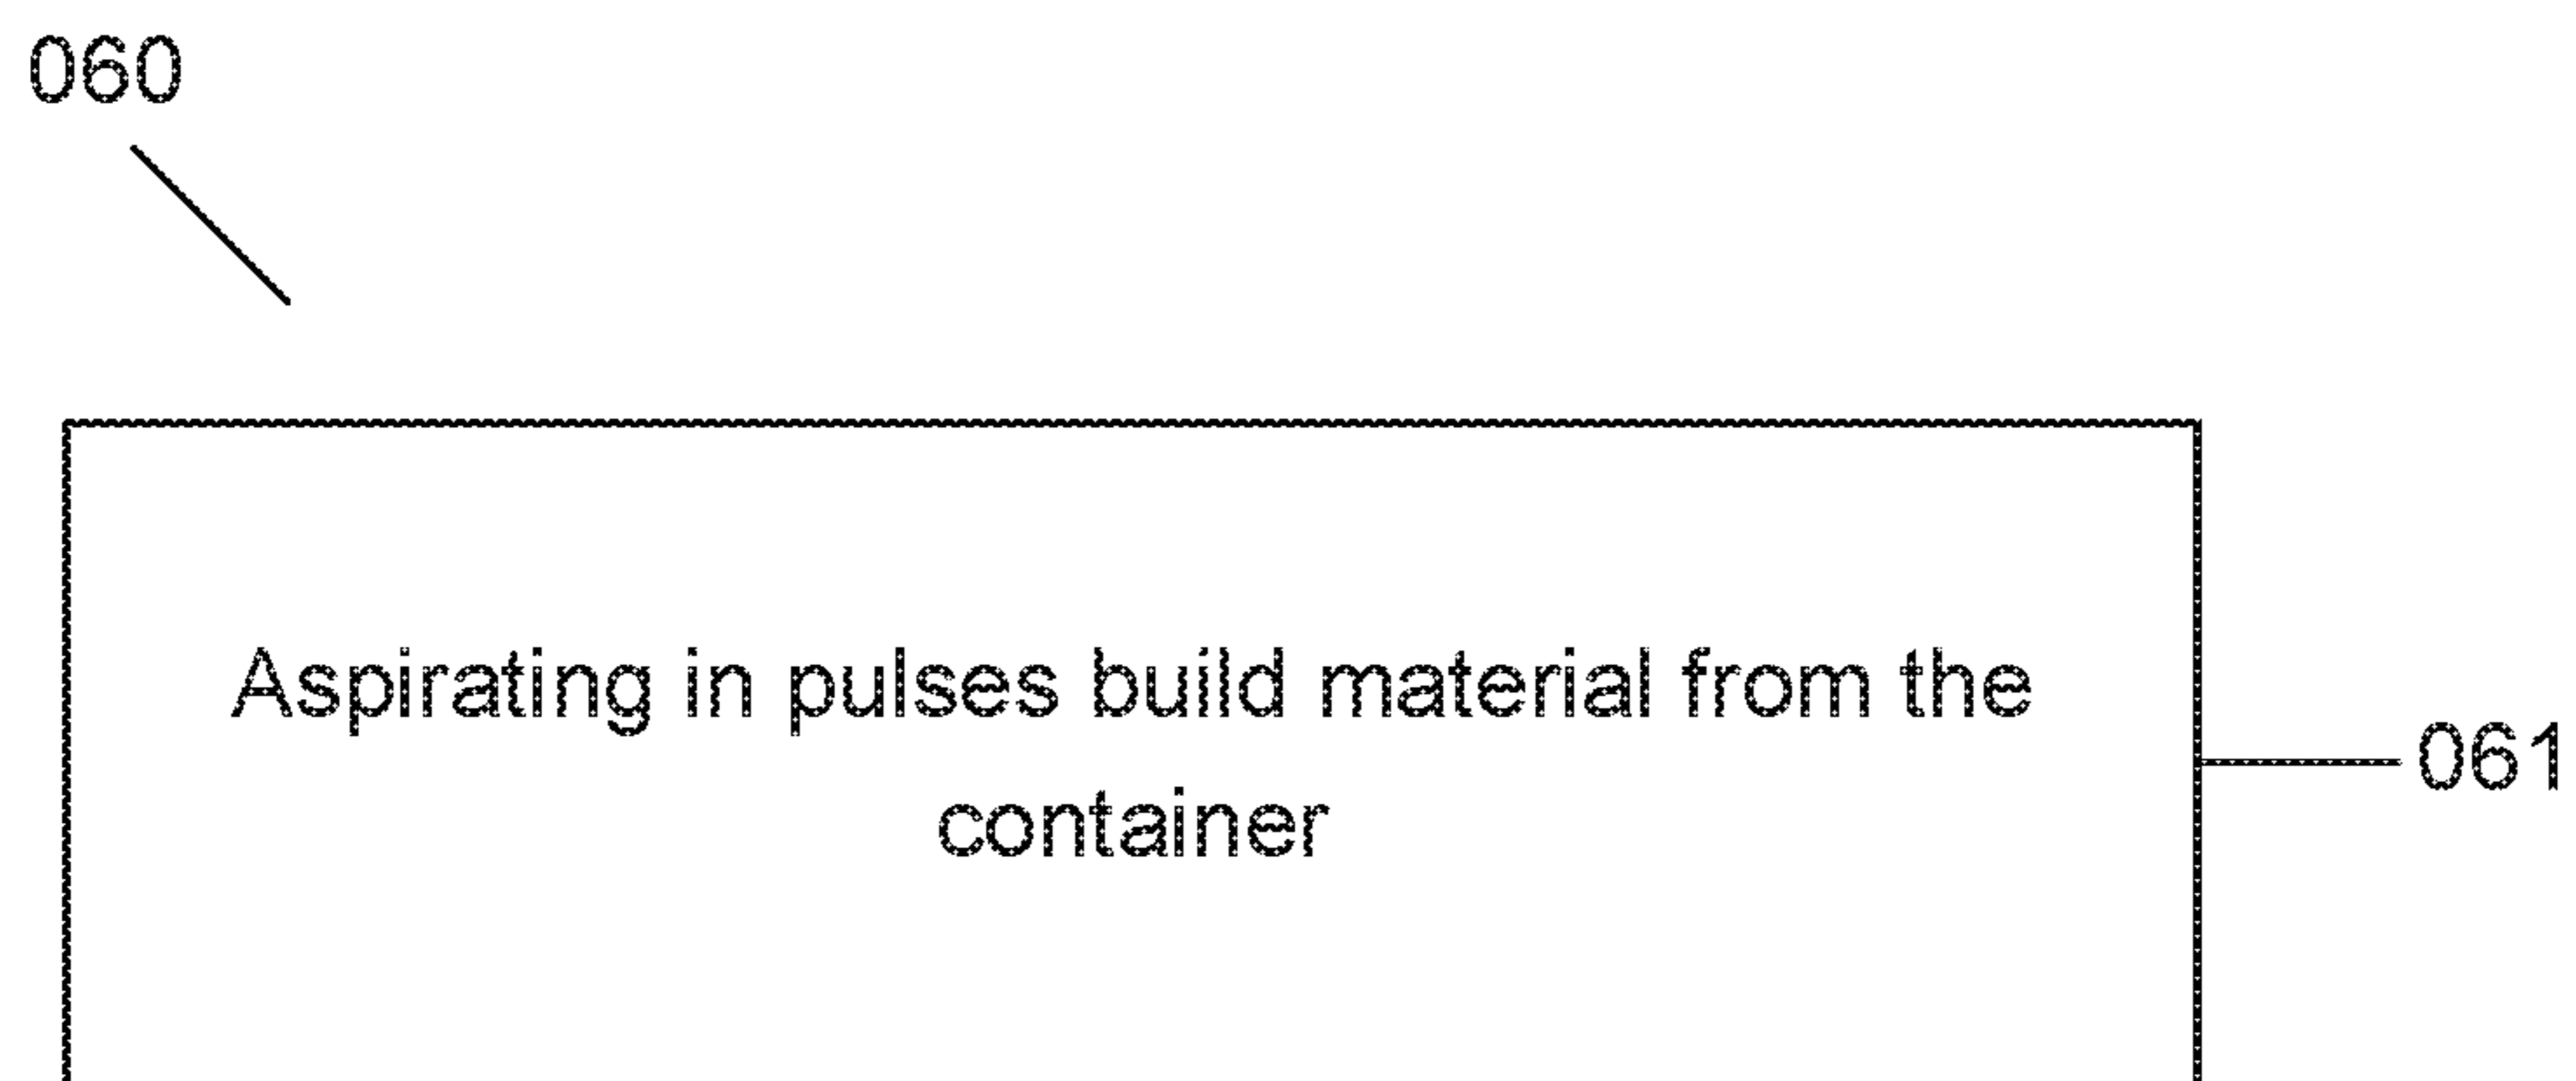 060
Aspirating in pulses build material from the
container
061